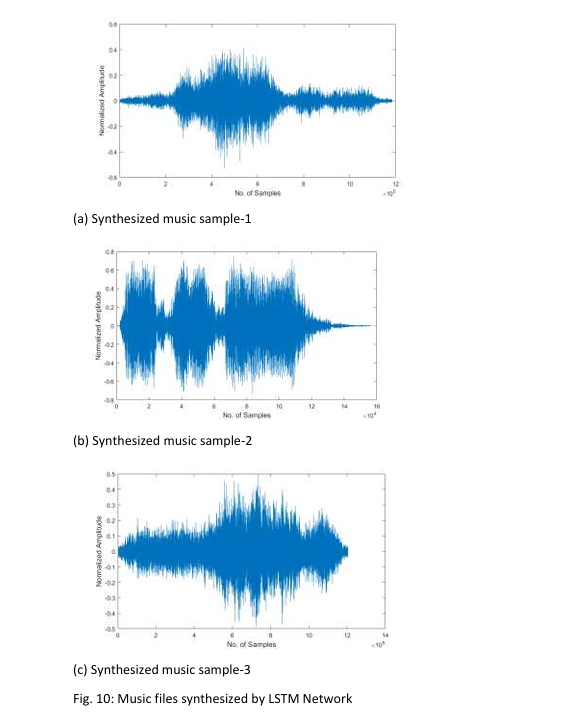 0.6
0.4
0.2
0
-0.2
-0.4
-0.6
Normalized Amplitude
0 2 4 6 8 10 12
No. of Samples
×10⁵
(a) Synthesized music sample-1
0.8
0.6
0.4
0.2
0
-0.2
-0.4
-0.6
-0.8
Normalized Amplitude
0 2 4 6 8 10 12 14 16
No. of Samples
×10⁴
(b) Synthesized music sample-2
0.5
0.4
0.3
0.2
0.1
0
-0.1
-0.2
-0.3
-0.4
-0.5
Normalized Amplitude
0 2 4 6 8 10 12 14
No. of Samples
(c) Synthesized music sample-3
Fig. 10: Music files synthesized by LSTM Network